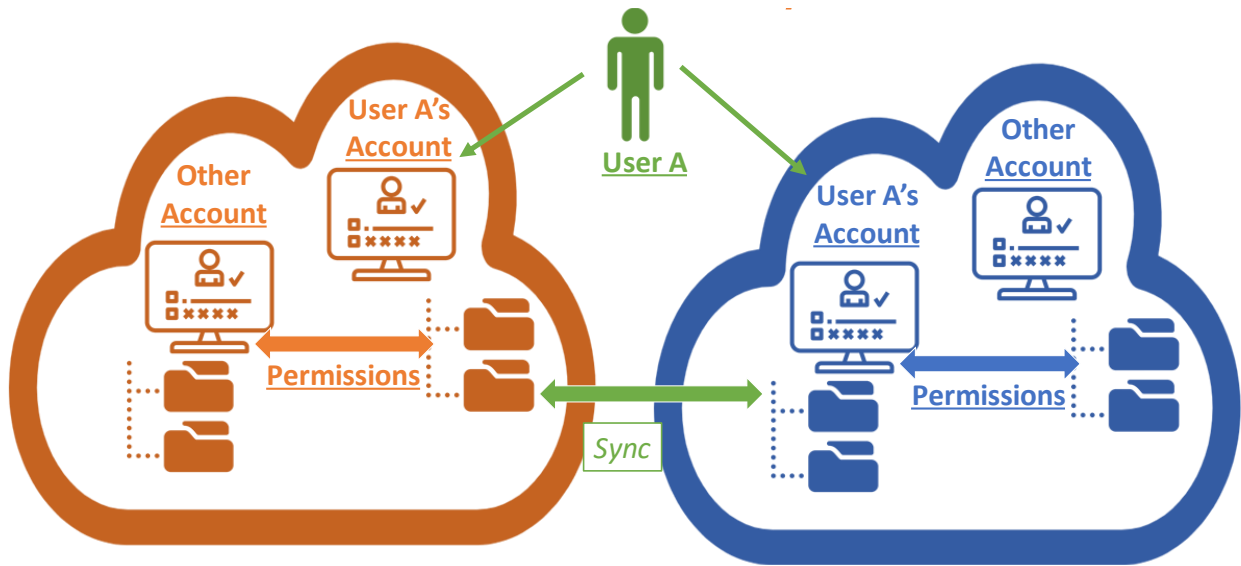 User A's
Account
Other
Account
Permissions
User A
Sync
Other
Account
User A's
Account
Permissions